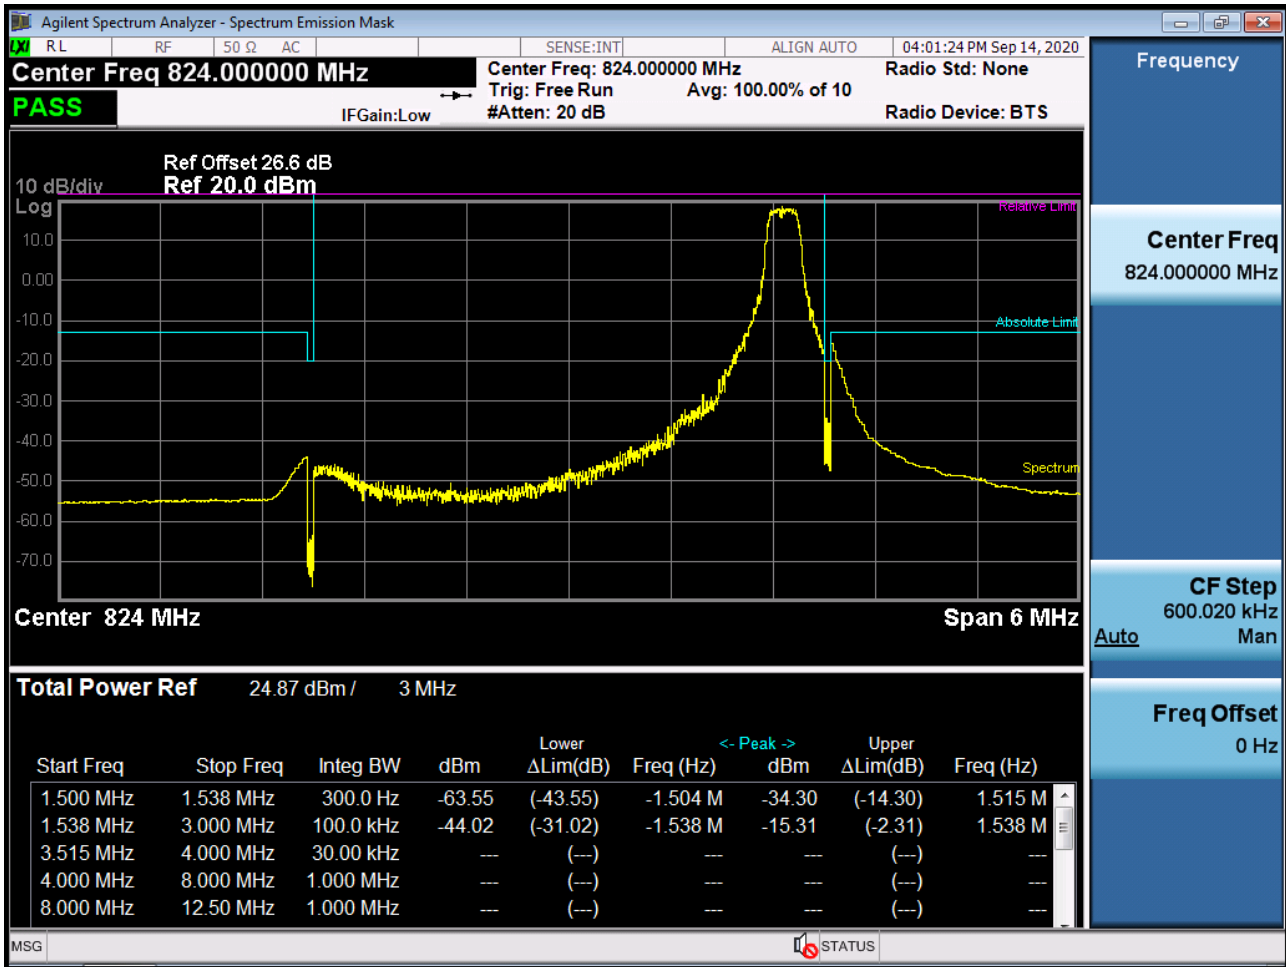 Agilent Spectrum Analyzer - Spectrum Emission Mask
LXI RL RF 50 Ω AC SENSE:INT ALIGN AUTO 04:01:24 PM Sep 14, 2020
Center Freq 824.000000 MHz
Center Freq: 824.000000 MHz Radio Std: None
Trig: Free Run Avg: 100.00% of 10
PASS
IFGain:Low #Atten: 20 dB Radio Device: BTS
Frequency
Ref Offset 26.6 dB
10 dB/div Ref 20.0 dBm
Log
Relative Limit
10.0
0.00
-10.0
Absolute Limit
-20.0
-30.0
-40.0
Spectrum
-50.0
-60.0
-70.0
Center 824 MHz Span 6 MHz
Center Freq
824.000000 MHz
CF Step
600.020 kHz
Auto Man
Freq Offset
0 Hz
Total Power Ref 24.87 dBm / 3 MHz
Lower <- Peak -> Upper
Start Freq Stop Freq Integ BW dBm ΔLim(dB) Freq (Hz) dBm ΔLim(dB) Freq (Hz)
1.500 MHz 1.538 MHz 300.0 Hz -63.55 (-43.55) -1.504 M -34.30 (-14.30) 1.515 M
1.538 MHz 3.000 MHz 100.0 kHz -44.02 (-31.02) -1.538 M -15.31 (-2.31) 1.538 M
3.515 MHz 4.000 MHz 30.00 kHz --- (---) --- --- (---) ---
4.000 MHz 8.000 MHz 1.000 MHz --- (---) --- --- (---) ---
8.000 MHz 12.50 MHz 1.000 MHz --- (---) --- --- (---) ---
MSG STATUS